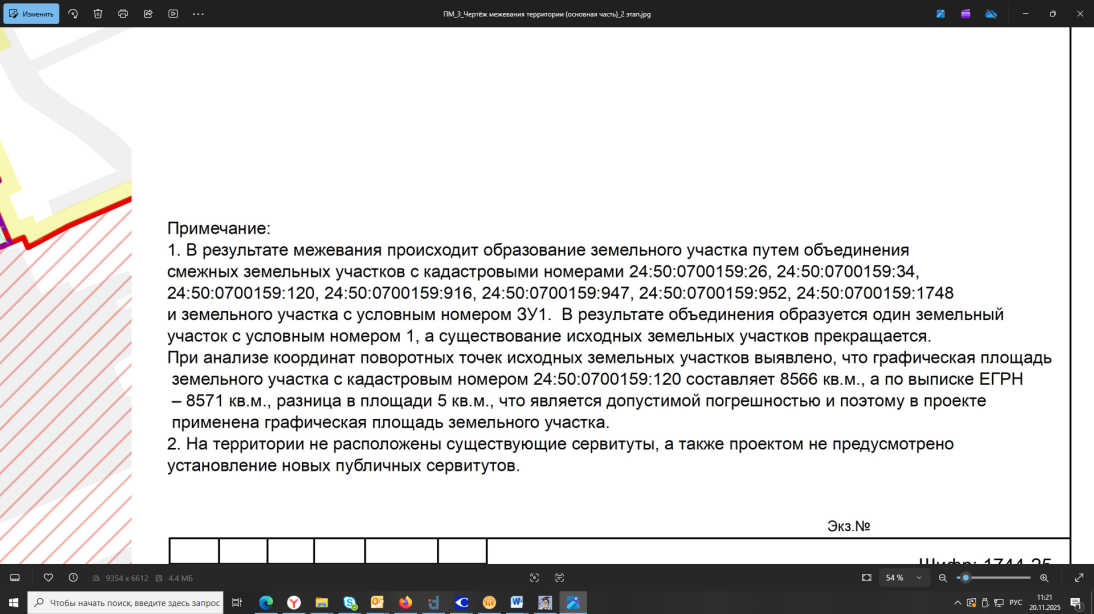 Изменить
ПМ_3_Чертёж межевания территории (основная часть)_2 этап.jpg
Примечание:
1. В результате межевания происходит образование земельного участка путем объединения
смежных земельных участков с кадастровыми номерами 24:50:0700159:26, 24:50:0700159:34,
24:50:0700159:120, 24:50:0700159:916, 24:50:0700159:947, 24:50:0700159:952, 24:50:0700159:1748
и земельного участка с условным номером ЗУ1. В результате объединения образуется один земельный
участок с условным номером 1, а существование исходных земельных участков прекращается.
При анализе координат поворотных точек исходных земельных участков выявлено, что графическая площадь
земельного участка с кадастровым номером 24:50:0700159:120 составляет 8566 кв.м., а по выписке ЕГРН
– 8571 кв.м., разница в площади 5 кв.м., что является допустимой погрешностью и поэтому в проекте
применена графическая площадь земельного участка.
2. На территории не расположены существующие сервитуты, а также проектом не предусмотрено
установление новых публичных сервитутов.
Экз.№
Шифр: 1744-25
9354 x 6612 4.4 МБ
54 %
Чтобы начать поиск, введите здесь запрос
РУС
11:21
20.11.2025